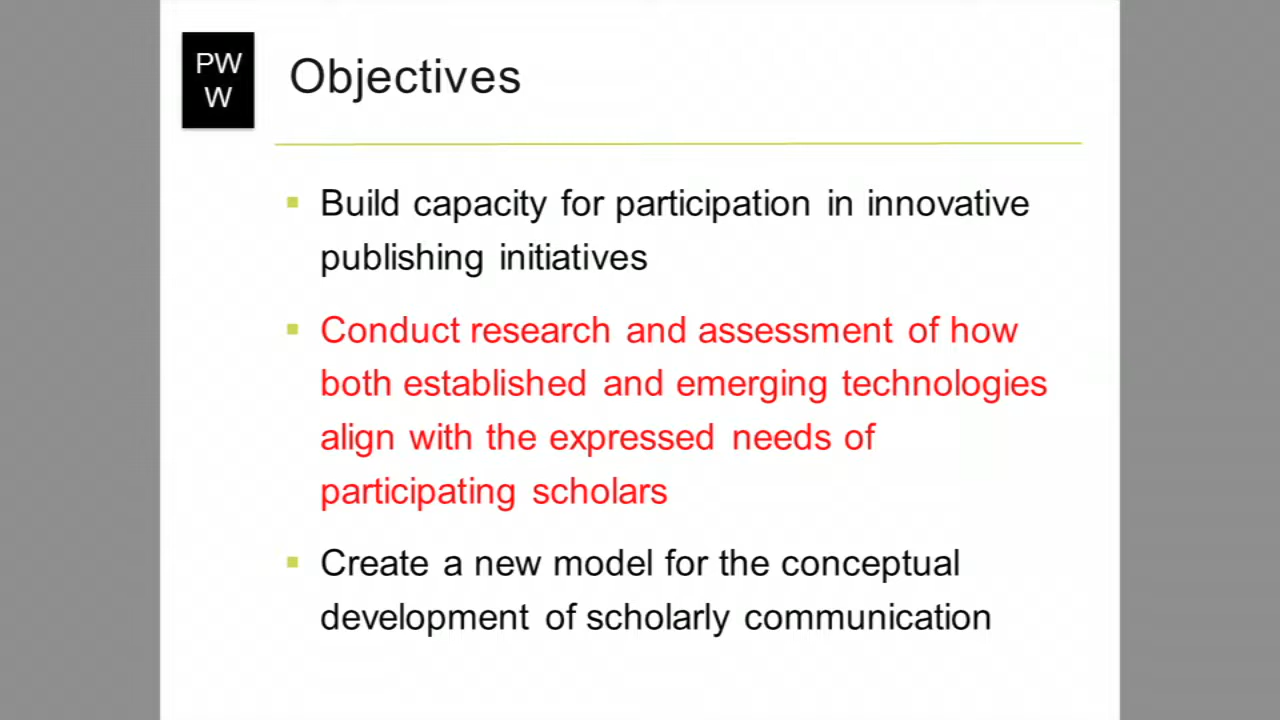 PW
W
Objectives
Build capacity for participation in innovative
publishing initiatives
Conduct research and assessment of how
both established and emerging technologies
align with the expressed needs of
participating scholars
Create a new model for the conceptual
development of scholarly communication